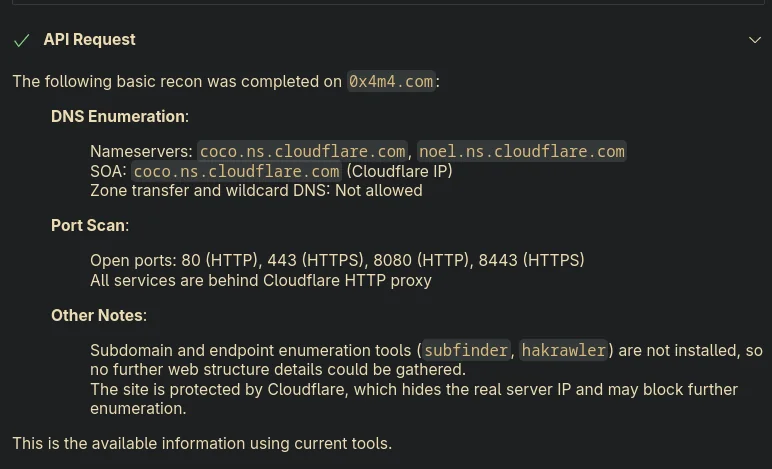 API Request
The following basic recon was completed on 0x4m4.com:
DNS Enumeration:
Nameservers: coco.ns.cloudflare.com, noel.ns.cloudflare.com
SOA: coco.ns.cloudflare.com (Cloudflare IP)
Zone transfer and wildcard DNS: Not allowed
Port Scan:
Open ports: 80 (HTTP), 443 (HTTPS), 8080 (HTTP), 8443 (HTTPS)
All services are behind Cloudflare HTTP proxy
Other Notes:
Subdomain and endpoint enumeration tools (subfinder, hakrawler) are not installed, so
no further web structure details could be gathered.
The site is protected by Cloudflare, which hides the real server IP and may block further
enumeration.
This is the available information using current tools.